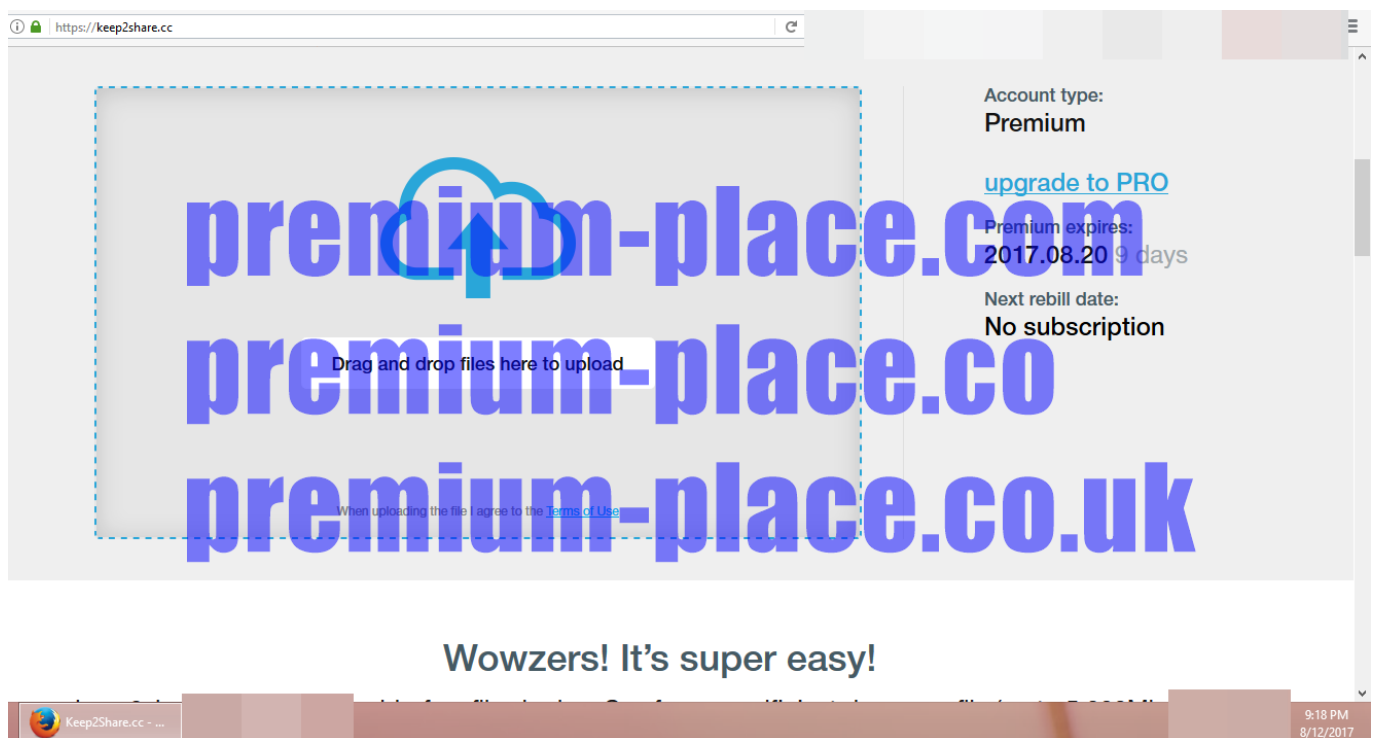 https://keep2share.cc
Account type:
Premium
upgrade to PRO
premium-place.com
Premium expires:
2017.08.20 9 days
Next rebill date:
No subscription
premium-place.co
Drag and drop files here to upload
premium-place.co.uk
When uploading the file I agree to the Terms of Use
Wowzers! It's super easy!
Keep2Share.cc - ...
9:18 PM
8/12/2017